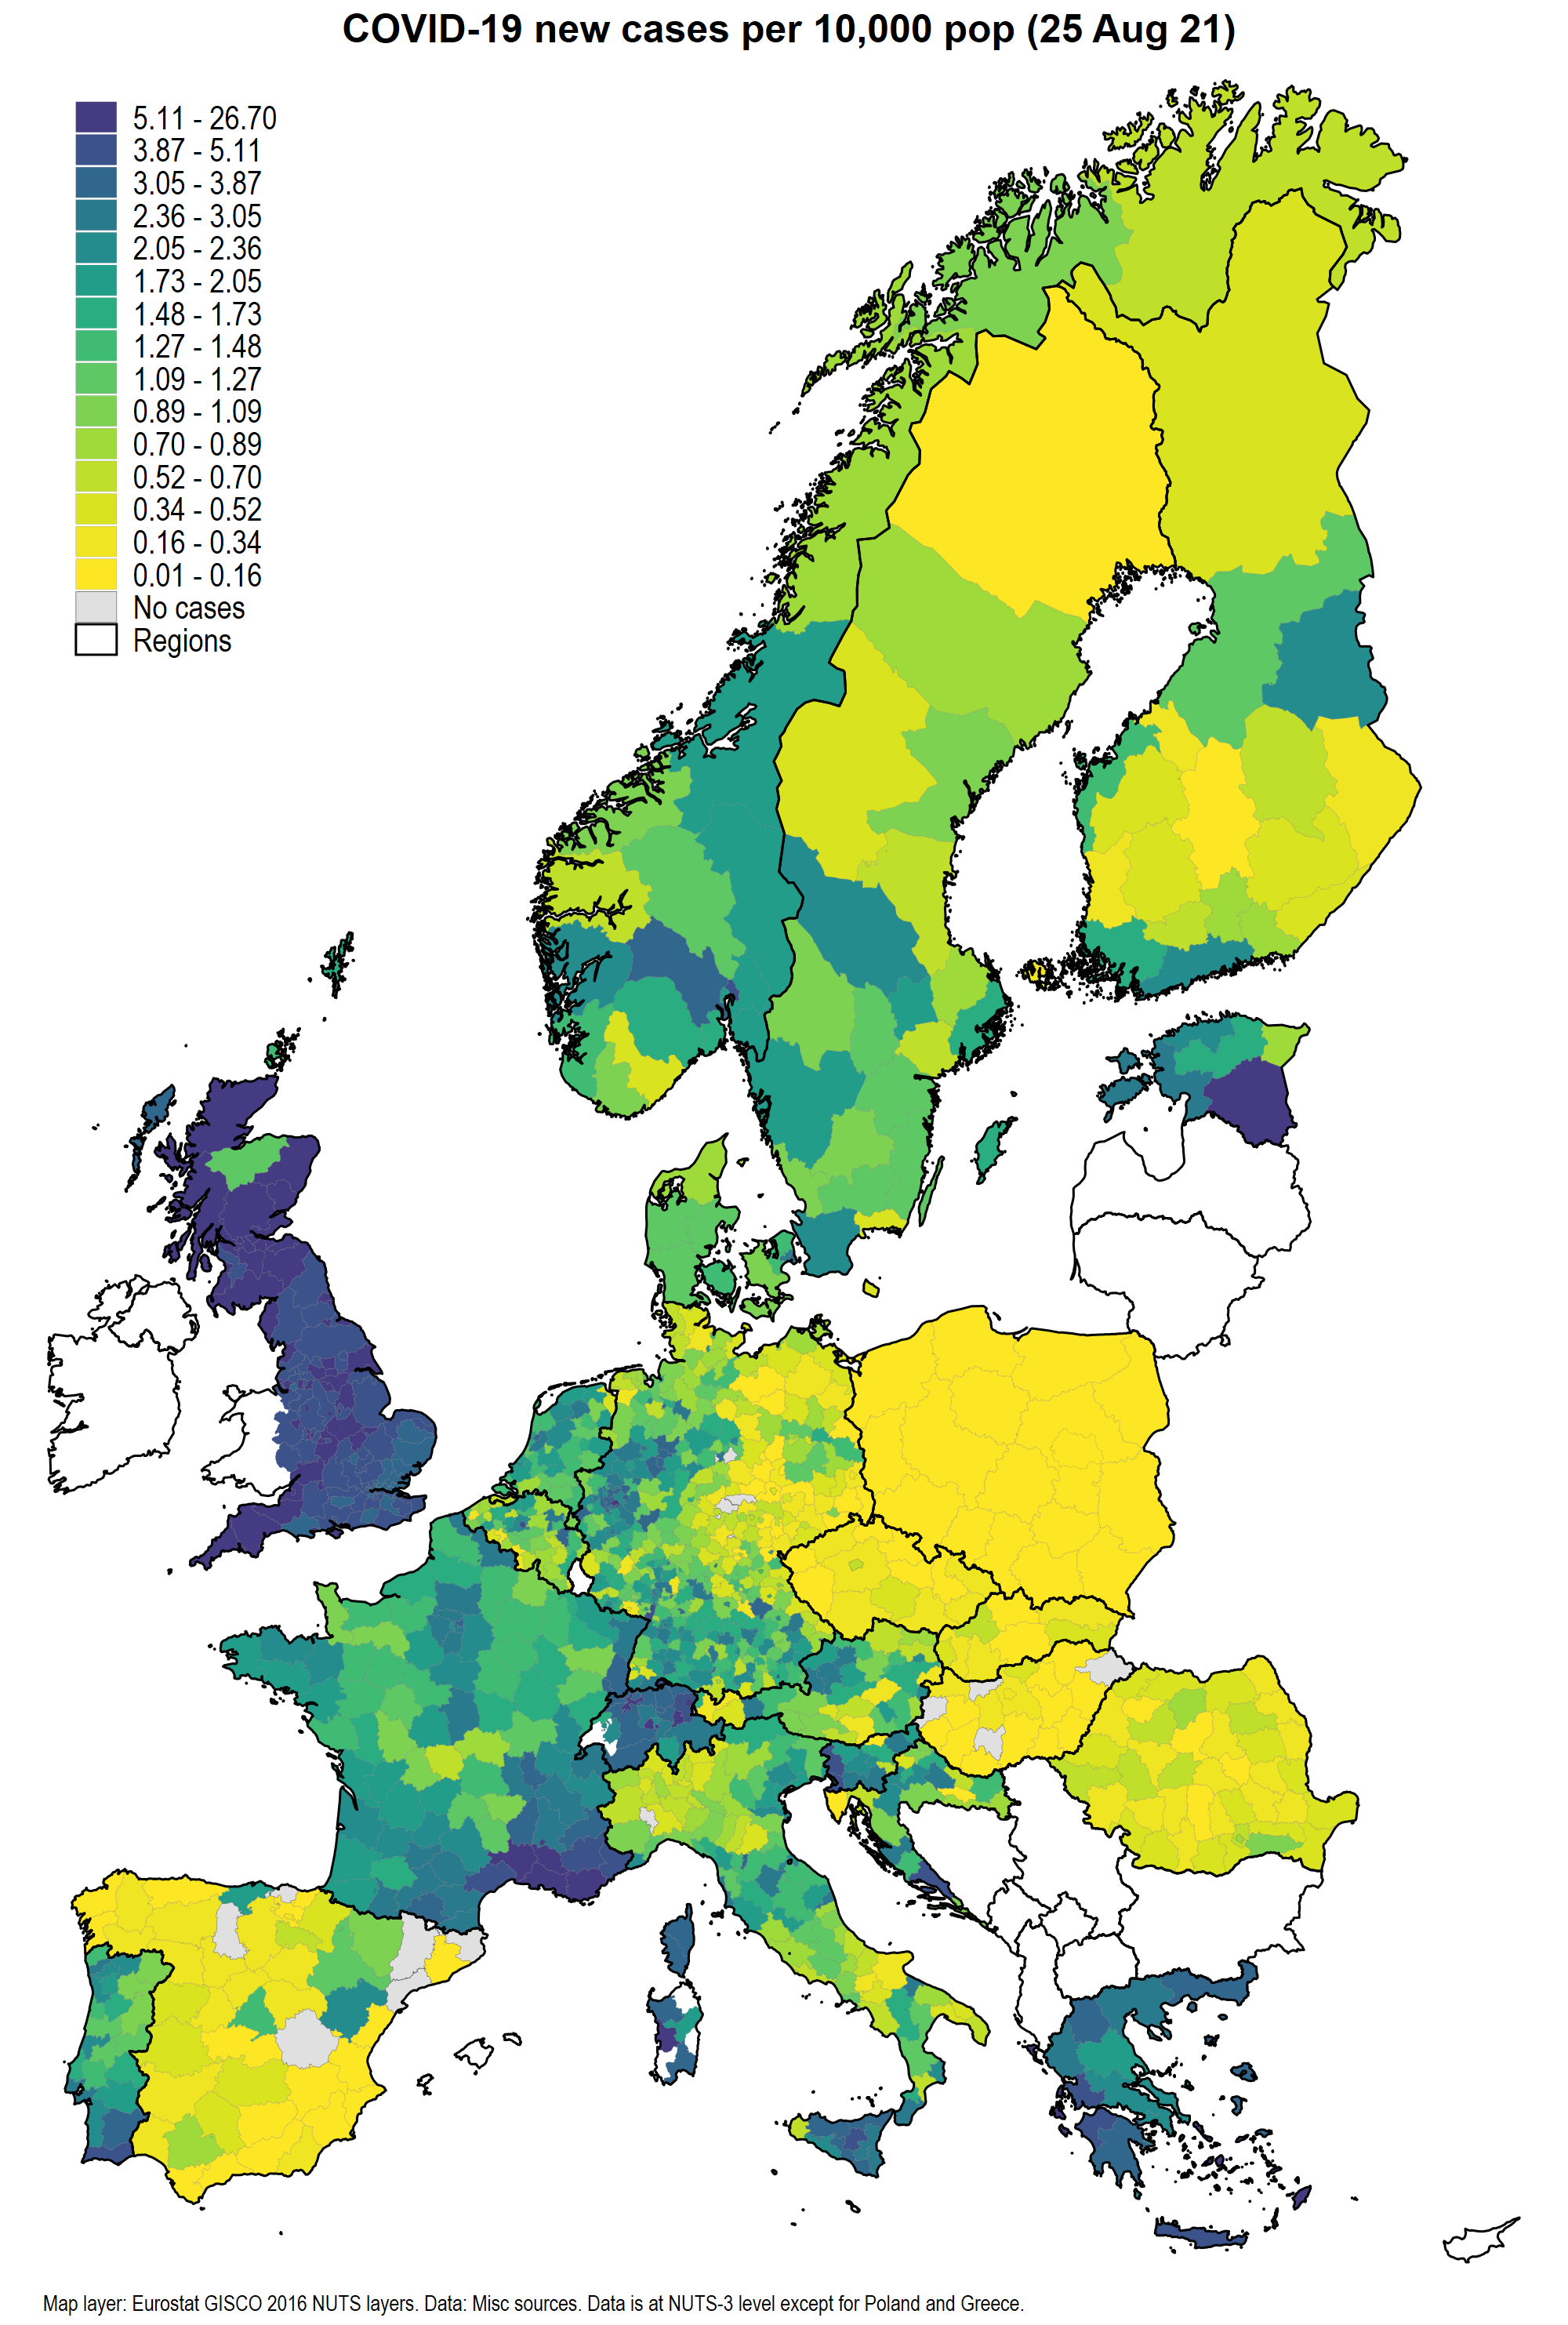 COVID-19 new cases per 10,000 pop (25 Aug 21)
5.11 - 26.70
3.87 - 5.11
3.05 - 3.87
2.36 - 3.05
2.05 - 2.36
1.73 - 2.05
1.48 - 1.73
1.27 - 1.48
1.09 - 1.27
0.89 - 1.09
0.70 - 0.89
0.52 - 0.70
0.34 - 0.52
0.16 - 0.34
0.01 - 0.16
No cases
Regions
Map layer: Eurostat GISCO 2016 NUTS layers. Data: Misc sources. Data is at NUTS-3 level except for Poland and Greece.